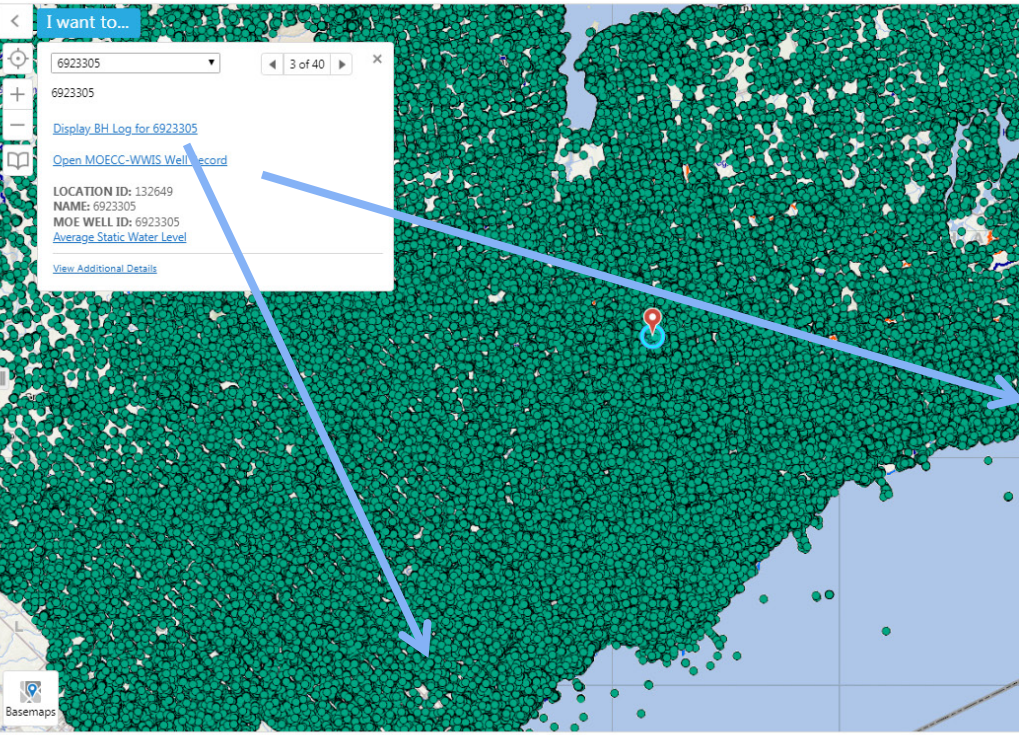 I want to...
6923305
3 of 40
6923305
Display BH Log for 6923305
Open MOECC-WWIS Well Record
LOCATION ID: 132649
NAME: 6923305
MOE WELL ID: 6923305
Average Static Water Level
View Additional Details
L
Basemaps